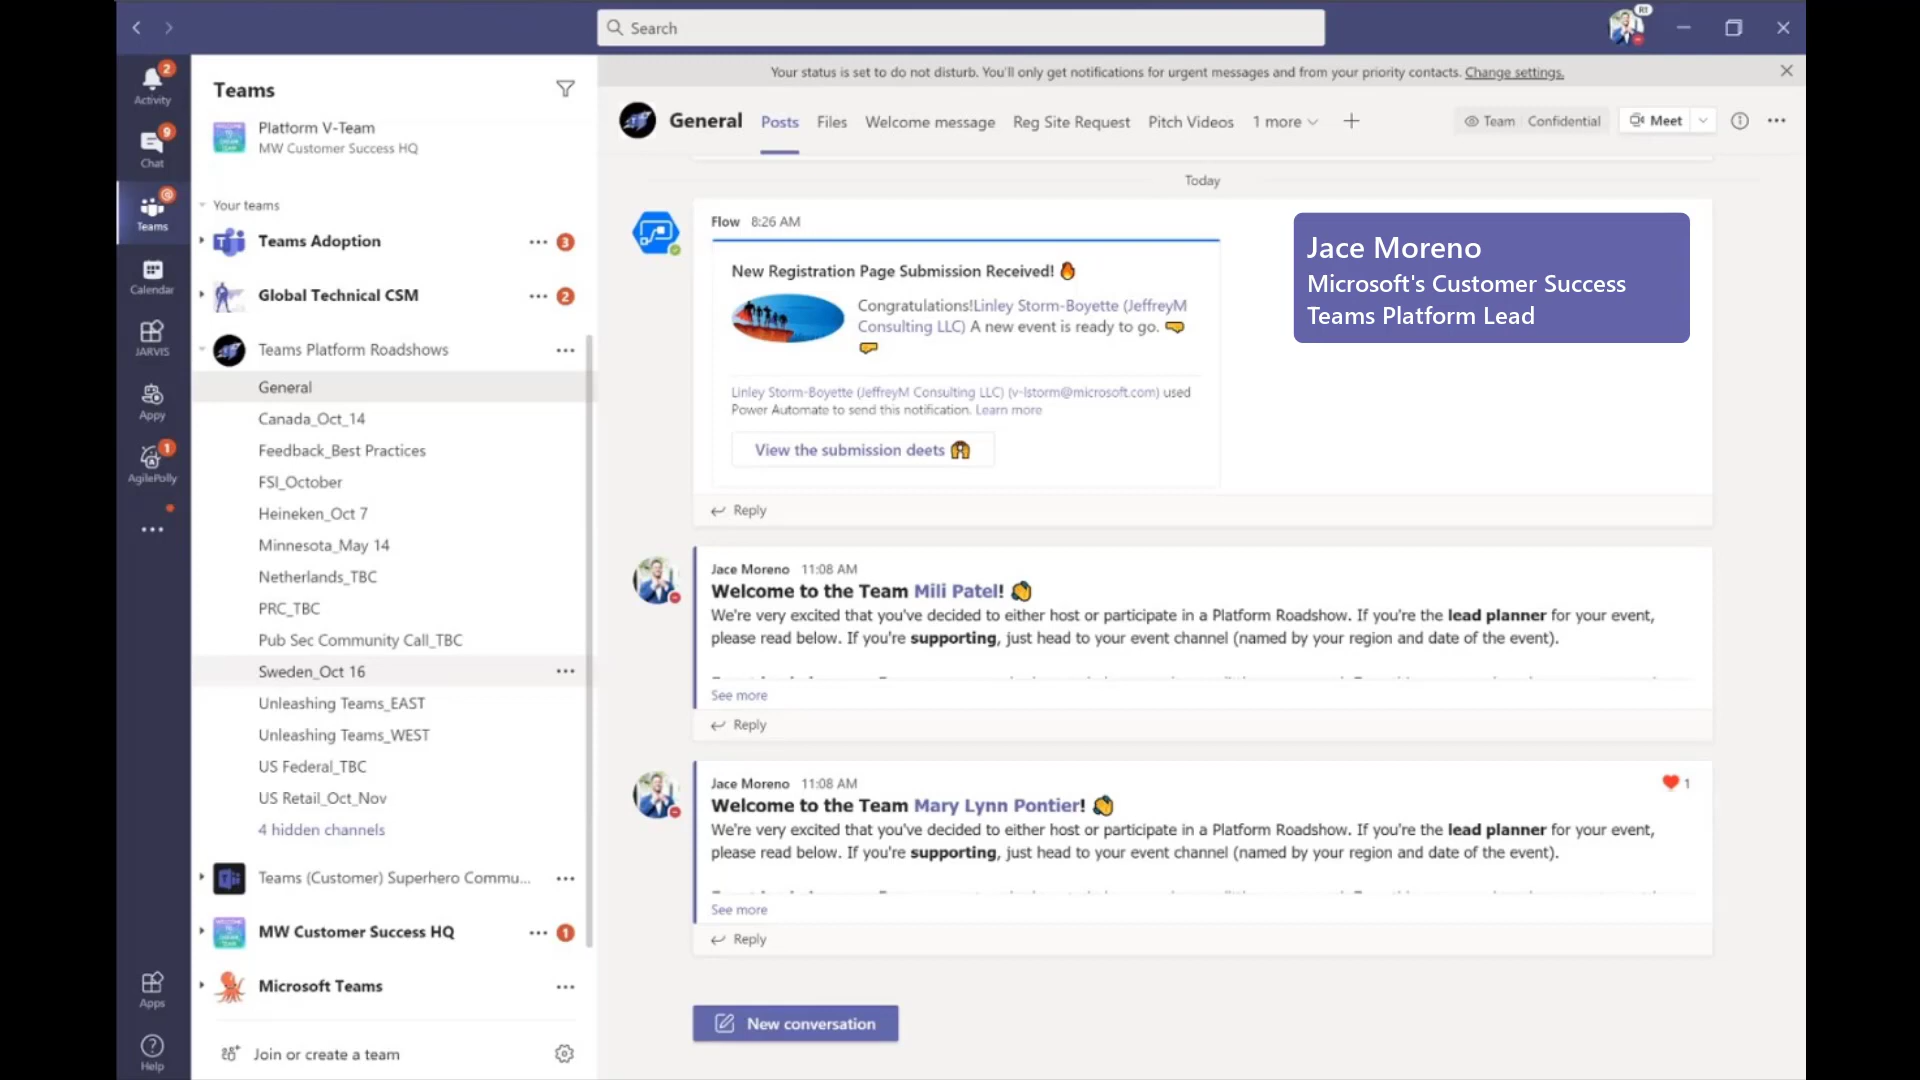 Search
RT
Your status is set to do not disturb. You'll only get notifications for urgent messages and from your priority contacts. Change settings.
2
Activity
9
Chat
Teams
Calendar
JARVIS
Appy
1
AgilePolly
Apps
Help
Teams
Platform V-Team
MW Customer Success HQ
Your teams
Teams Adoption
3
Global Technical CSM
2
Teams Platform Roadshows
General
Canada_Oct_14
Feedback_Best Practices
FSI_October
Heineken_Oct 7
Minnesota_May 14
Netherlands_TBC
PRC_TBC
Pub Sec Community Call_TBC
Sweden_Oct 16
Unleashing Teams_EAST
Unleashing Teams_WEST
US Federal_TBC
US Retail_Oct_Nov
4 hidden channels
Teams (Customer) Superhero Commu...
MW Customer Success HQ
1
Microsoft Teams
Join or create a team
General Posts Files Welcome message Reg Site Request Pitch Videos 1 more
Team Confidential Meet
Today
Flow 8:26 AM
New Registration Page Submission Received! 🔥
Congratulations!Linley Storm-Boyette (JeffreyM
Consulting LLC) A new event is ready to go. 🤜
🤛
Linley Storm-Boyette (JeffreyM Consulting LLC) (v-lstorm@microsoft.com) used
Power Automate to send this notification. Learn more
View the submission deets 🙌
Reply
Jace Moreno
Microsoft's Customer Success
Teams Platform Lead
Jace Moreno 11:08 AM
Welcome to the Team Mili Patel! 👏
We're very excited that you've decided to either host or participate in a Platform Roadshow. If you're the lead planner for your event,
please read below. If you're supporting, just head to your event channel (named by your region and date of the event).
See more
Reply
Jace Moreno 11:08 AM
1
Welcome to the Team Mary Lynn Pontier! 👏
We're very excited that you've decided to either host or participate in a Platform Roadshow. If you're the lead planner for your event,
please read below. If you're supporting, just head to your event channel (named by your region and date of the event).
See more
Reply
New conversation